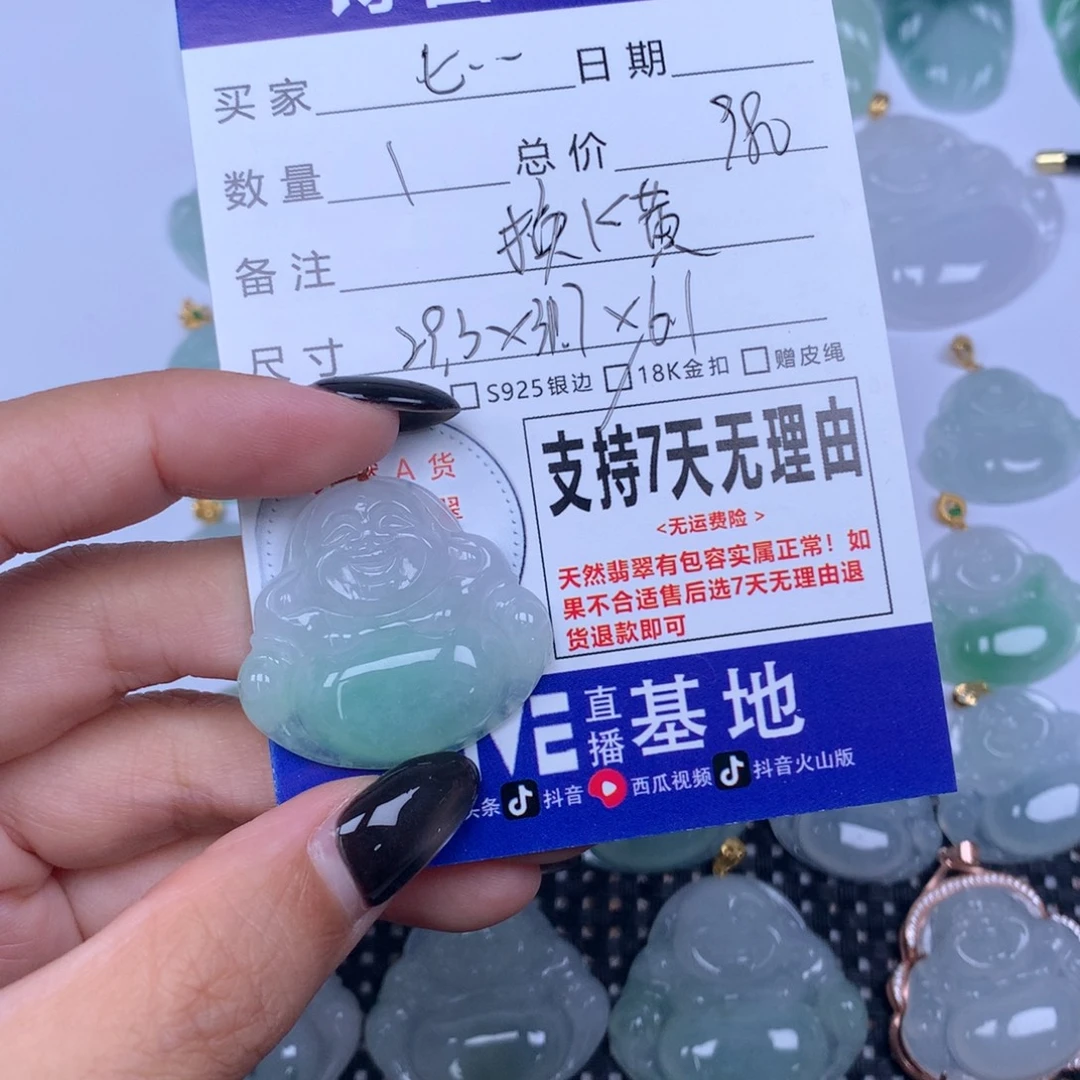 买家 七一一 日期
数量 1 总价 980
备注 换K黄
尺寸 29.5×31.7×6.1
S925银边 18K金扣 赠皮绳
A货
支持7天无理由
<无运费险>
天然翡翠有包容实属正常！如
果不合适售后选7天无理由退
货退款即可
直播基地
抖音 西瓜视频 抖音火山版